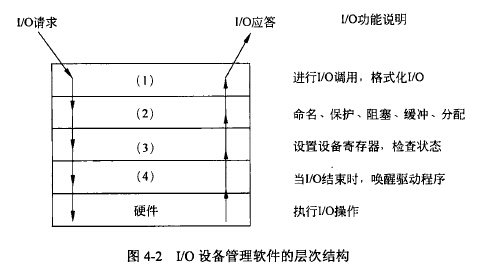 I/O请求 I/O应答 I/O功能说明
(1) 进行I/O调用，格式化I/O
(2) 命名、保护、阻塞、缓冲、分配
(3) 设置设备寄存器，检查状态
(4) 当I/O结束时，唤醒驱动程序
硬件 执行I/O操作
图 4-2 I/O 设备管理软件的层次结构